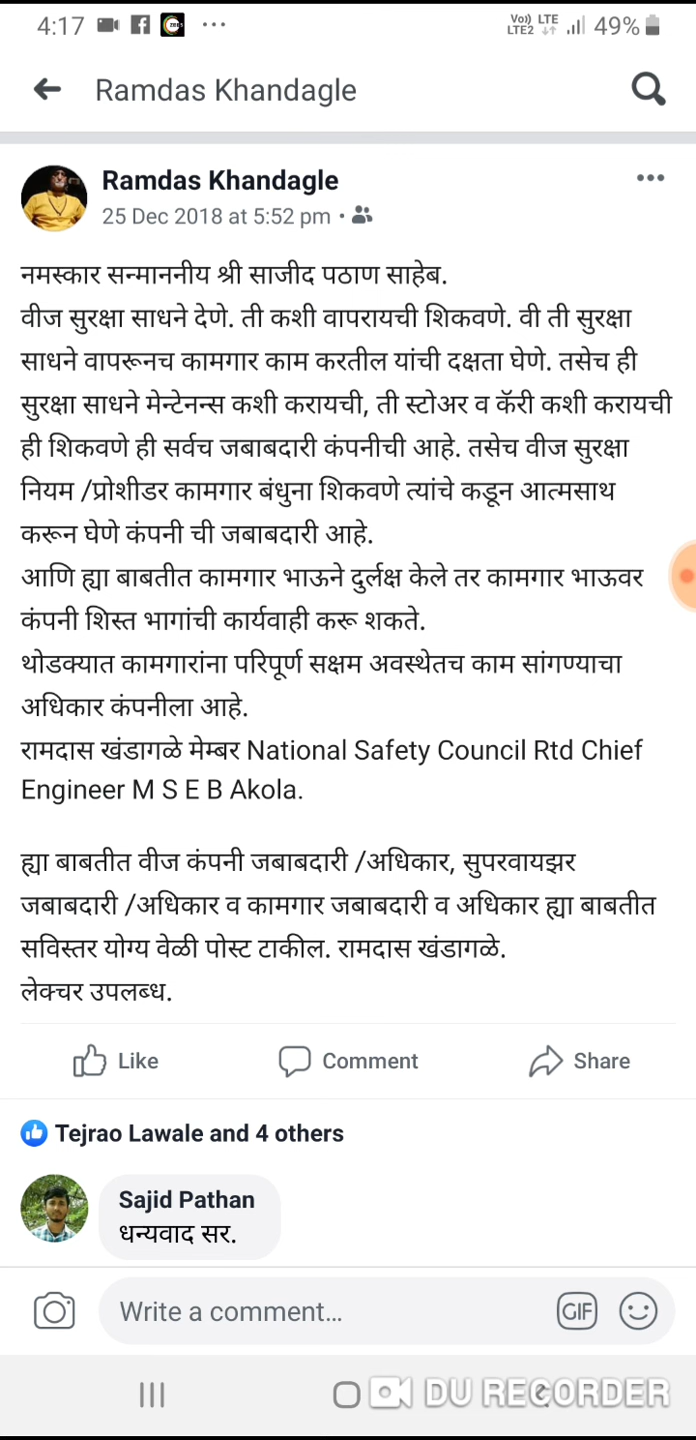 4:17
Voi) LTE
LTE2
49%
Ramdas Khandagle
Ramdas Khandagle
25 Dec 2018 at 5:52 pm •
नमस्कार सन्माननीय श्री साजीद पठाण साहेब.
वीज सुरक्षा साधने देणे. ती कशी वापरायची शिकवणे. वी ती सुरक्षा
साधने वापरूनच कामगार काम करतील यांची दक्षता घेणे. तसेच ही
सुरक्षा साधने मेन्टेनन्स कशी करायची, ती स्टोअर व कॅरी कशी करायची
ही शिकवणे ही सर्वच जबाबदारी कंपनीची आहे. तसेच वीज सुरक्षा
नियम /प्रोशीडर कामगार बंधुना शिकवणे त्यांचे कडून आत्मसाथ
करून घेणे कंपनी ची जबाबदारी आहे.
आणि ह्या बाबतीत कामगार भाऊने दुर्लक्ष केले तर कामगार भाऊवर
कंपनी शिस्त भागांची कार्यवाही करू शकते.
थोडक्यात कामगारांना परिपूर्ण सक्षम अवस्थेतच काम सांगण्याचा
अधिकार कंपनीला आहे.
रामदास खंडागळे मेम्बर National Safety Council Rtd Chief
Engineer M S E B Akola.
ह्या बाबतीत वीज कंपनी जबाबदारी /अधिकार, सुपरवायझर
जबाबदारी /अधिकार व कामगार जबाबदारी व अधिकार ह्या बाबतीत
सविस्तर योग्य वेळी पोस्ट टाकील. रामदास खंडागळे.
लेक्चर उपलब्ध.
Like Comment Share
Tejrao Lawale and 4 others
Sajid Pathan
धन्यवाद सर.
Write a comment...
GIF
DU RECORDER